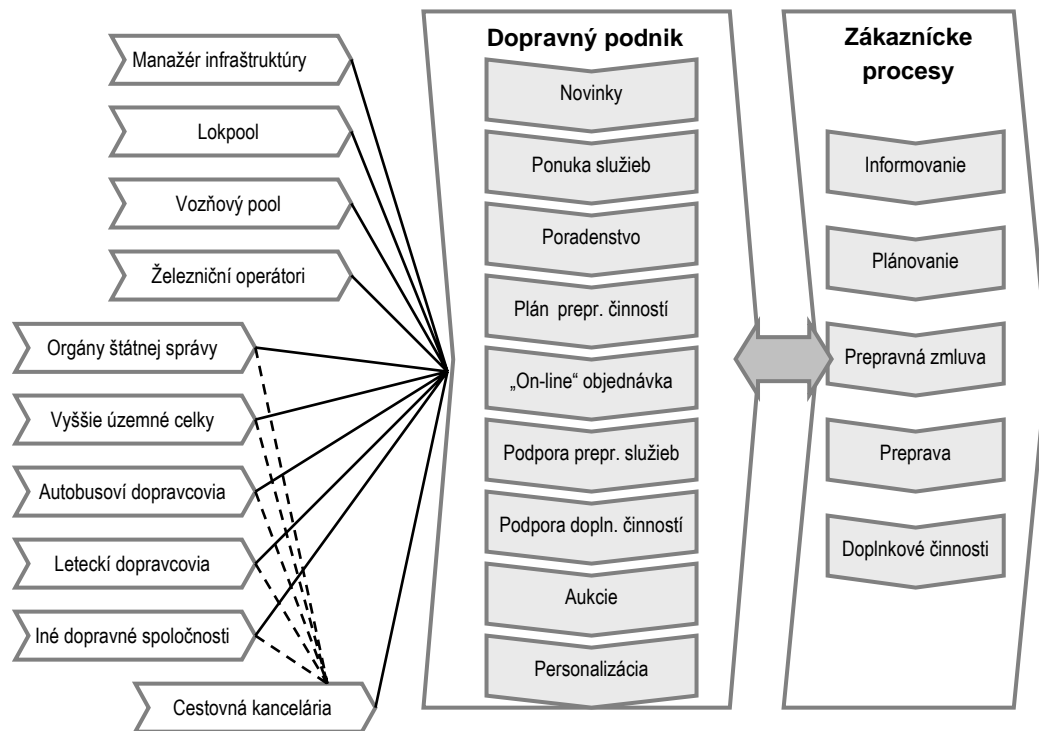 Manažér infraštruktúry
Lokpool
Vozňový pool
Železniční operátori
Orgány štátnej správy
Vyššie územné celky
Autobusoví dopravcovia
Leteckí dopravcovia
Iné dopravné spoločnosti
Cestovná kancelária
Dopravný podnik
Novinky
Ponuka služieb
Poradenstvo
Plán prepr. činností
„On-line“ objednávka
Podpora prepr. služieb
Podpora dopln. činností
Aukcie
Personalizácia
Zákaznícke
procesy
Informovanie
Plánovanie
Prepravná zmluva
Preprava
Doplnkové činnosti